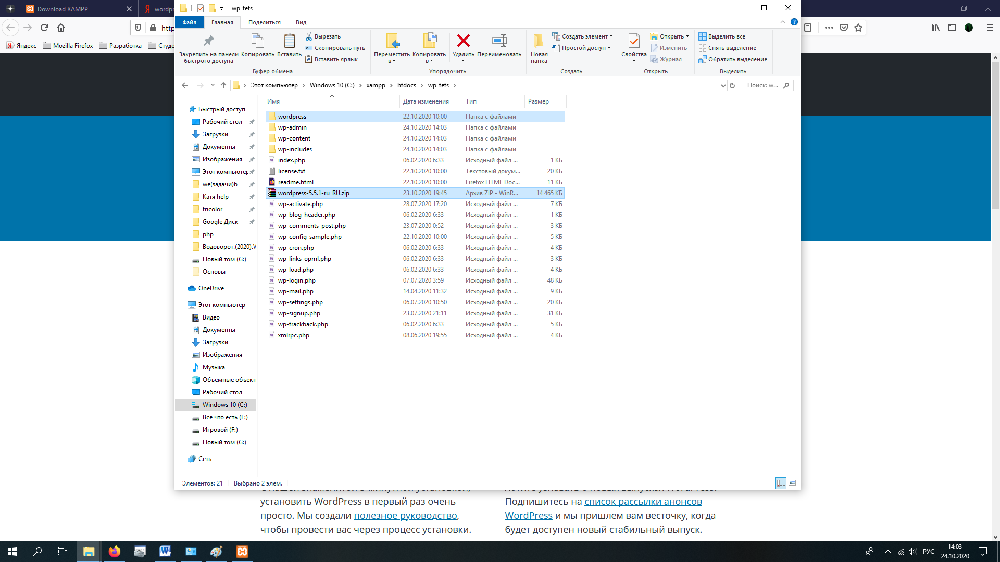 Download XAMPP
wordpr
wp_tets
Файл
Главная
Поделиться
Вид
http
Яндекс
Mozilla Firefox
Разработка
Студе
Закрепить на панели быстрого доступа
Копировать
Вставить
Вырезать
Скопировать путь
Вставить ярлык
Буфер обмена
Переместить в
Копировать в
Удалить
Переименовать
Упорядочить
Новая папка
Создать элемент
Простой доступ
Создать
Свойства
Открыть
Изменить
Журнал
Открыть
Выделить все
Снять выделение
Обратить выделение
Выделить
Этот компьютер > Windows 10 (C:) > xampp > htdocs > wp_tets >
Поиск: w...
Имя Дата изменения Тип Размер
wordpress 22.10.2020 10:00 Папка с файлами
wp-admin 24.10.2020 14:03 Папка с файлами
wp-content 24.10.2020 14:03 Папка с файлами
wp-includes 24.10.2020 14:03 Папка с файлами
index.php 06.02.2020 6:33 Исходный файл ... 1 КБ
license.txt 22.10.2020 10:00 Текстовый докум... 20 КБ
readme.html 22.10.2020 10:00 Firefox HTML Doc... 11 КБ
wordpress-5.5.1-ru_RU.zip 23.10.2020 19:45 Архив ZIP - WinR... 14 465 КБ
wp-activate.php 28.07.2020 17:20 Исходный файл ... 7 КБ
wp-blog-header.php 06.02.2020 6:33 Исходный файл ... 1 КБ
wp-comments-post.php 23.07.2020 0:52 Исходный файл ... 3 КБ
wp-config-sample.php 22.10.2020 10:00 Исходный файл ... 5 КБ
wp-cron.php 06.02.2020 6:33 Исходный файл ... 4 КБ
wp-links-opml.php 06.02.2020 6:33 Исходный файл ... 3 КБ
wp-load.php 06.02.2020 6:33 Исходный файл ... 4 КБ
wp-login.php 07.07.2020 3:59 Исходный файл ... 48 КБ
wp-mail.php 14.04.2020 11:32 Исходный файл ... 9 КБ
wp-settings.php 06.07.2020 10:50 Исходный файл ... 20 КБ
wp-signup.php 23.07.2020 21:11 Исходный файл ... 31 КБ
wp-trackback.php 06.02.2020 6:33 Исходный файл ... 5 КБ
xmlrpc.php 08.06.2020 19:55 Исходный файл ... 4 КБ
Быстрый доступ
Рабочий стол
Загрузки
Документы
Изображения
Этот компьютер
we(задачи)b
Катя help
tricolor
Google Диск
php
Водоворот.(2020).W
Новый том (G:)
Основы
OneDrive
Этот компьютер
Видео
Документы
Загрузки
Изображения
Музыка
Объемные объекты
Рабочий стол
Windows 10 (C:)
Все что есть (E:)
Игровой (F:)
Новый том (G:)
Сеть
Элементов: 21
Выбрано 2 элем.
С нашей знаменитой 5-минутной установкой,
установить WordPress в первый раз очень
просто. Мы создали полезное руководство,
чтобы провести вас через процесс установки.
Хотите узнавать о новых выпусках WordPress?
Подпишитесь на список рассылки анонсов
WordPress и мы пришлем вам весточку, когда
будет доступен новый стабильный выпуск.
РУС
14:03
24.10.2020